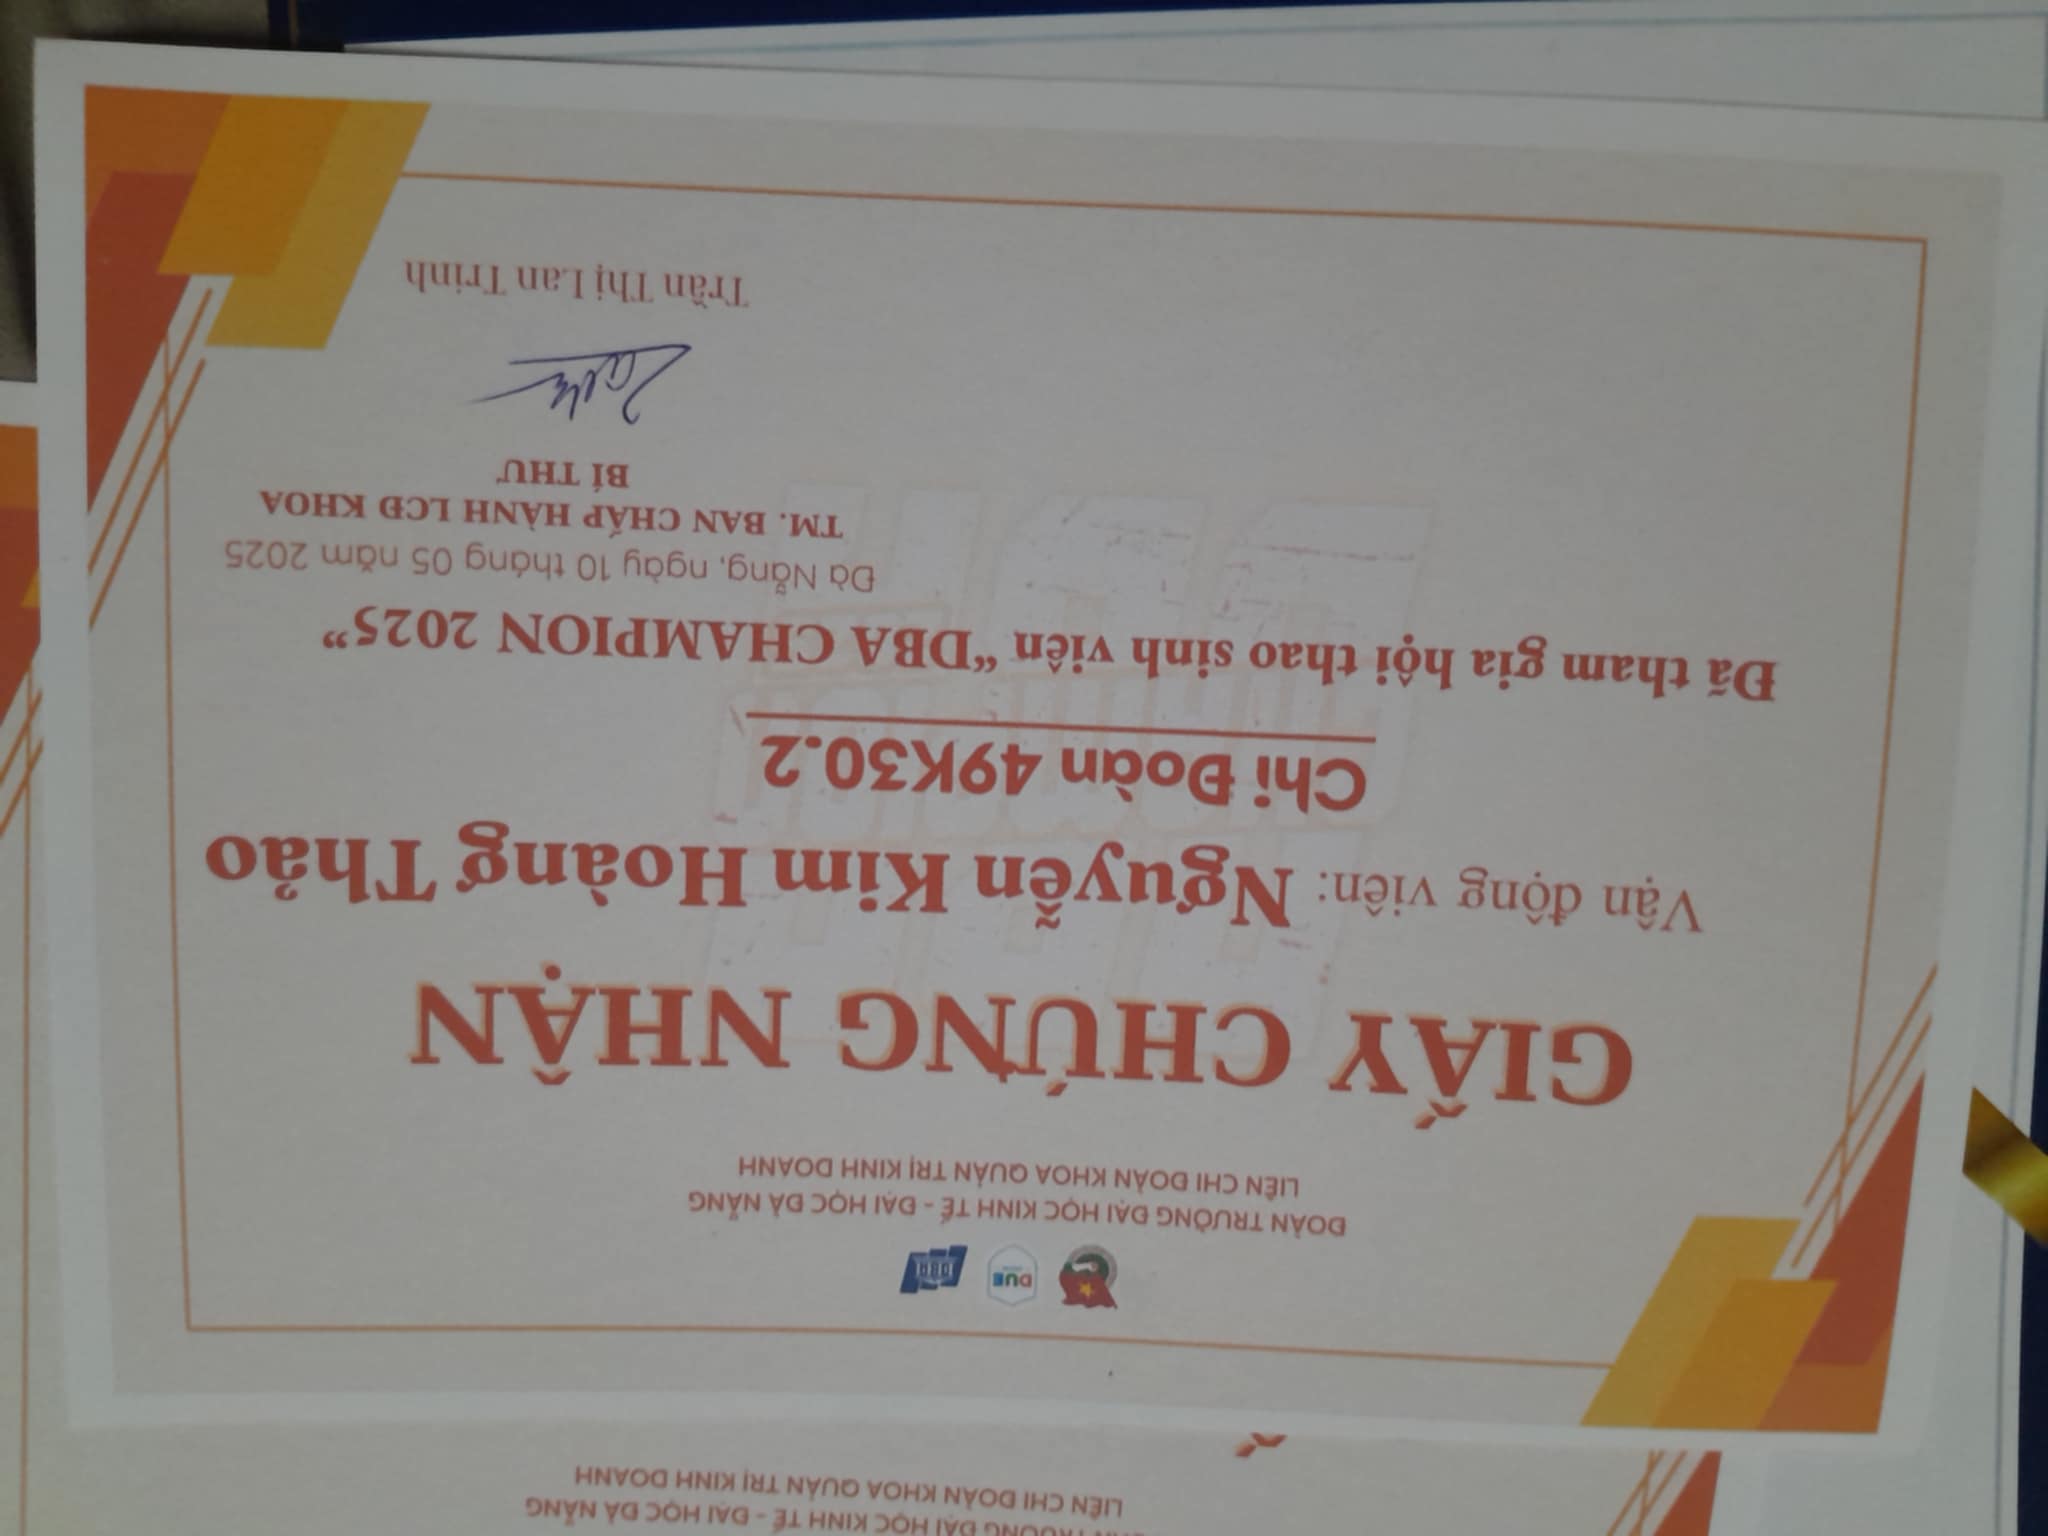 ĐẠI HỌC KINH TẾ - ĐẠI HỌC ĐÀ NẴNG
LIÊN CHI ĐOÀN KHOA QUẢN TRỊ KINH DOANH
DUE
DBA
ĐOÀN TRƯỜNG ĐẠI HỌC KINH TẾ - ĐẠI HỌC ĐÀ NẴNG
LIÊN CHI ĐOÀN KHOA QUẢN TRỊ KINH DOANH
GIẤY CHỨNG NHẬN
Vận động viên: Nguyễn Kim Hoàng Thảo
Chi Đoàn 49K30.2
Đã tham gia hội thao sinh viên “DBA CHAMPION 2025”
Đà Nẵng, ngày 10 tháng 05 năm 2025
TM. BAN CHẤP HÀNH LCĐ KHOA
BÍ THƯ
Trần Thị Lan Trinh